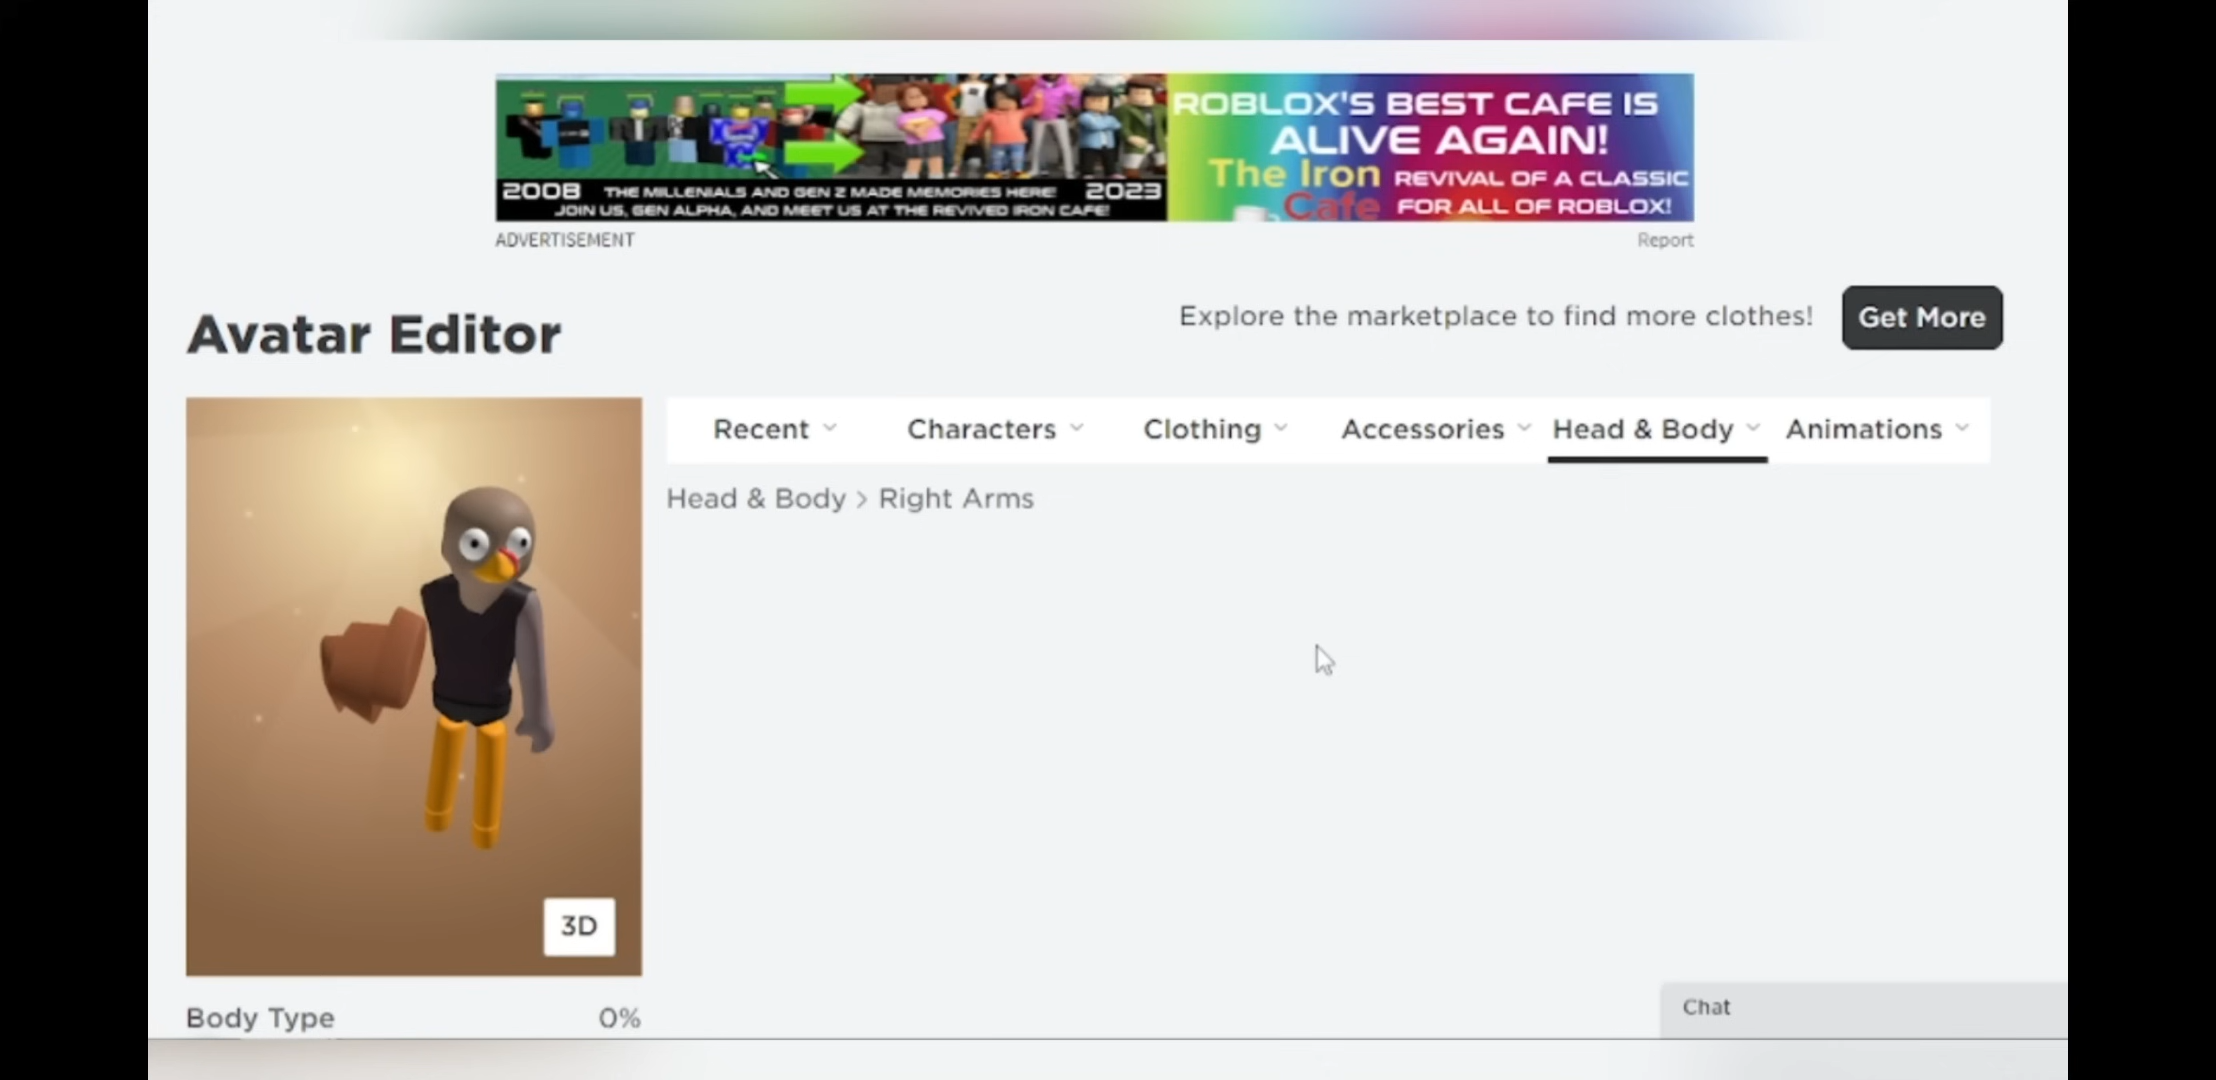 2008 THE MILLENIALS AND GEN Z MADE MEMORIES HERE! 2023
JOIN US, GEN ALPHA, AND MEET US AT THE REVIVED IRON CAFE!
ROBLOX'S BEST CAFE IS
ALIVE AGAIN!
The Iron
Cafe
REVIVAL OF A CLASSIC
FOR ALL OF ROBLOX!
ADVERTISEMENT
Report
Avatar Editor
Explore the marketplace to find more clothes!
Get More
Recent
Characters
Clothing
Accessories
Head & Body
Animations
Head & Body > Right Arms
3D
Body Type
0%
Chat